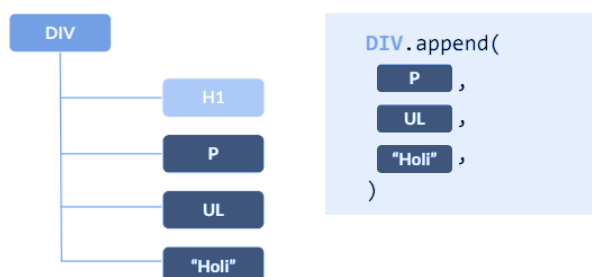 DIV
H1
P
UL
“Holi”
DIV.append(
P ,
UL ,
“Holi” ,
)